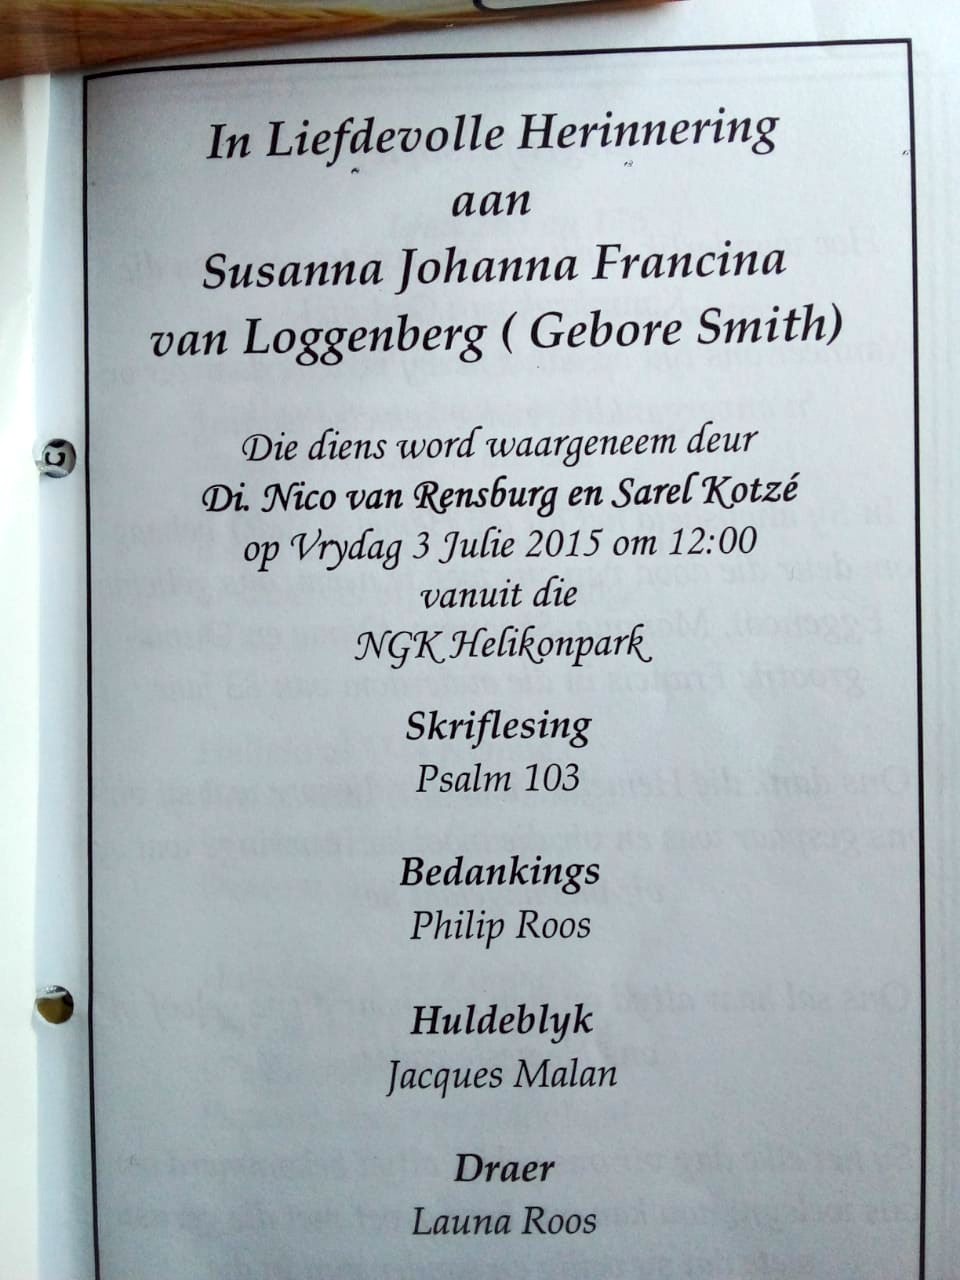 In Liefdevolle Herinnering
aan
Susanna Johanna Francina
van Loggenberg ( Gebore Smith)
Die diens word waargeneem deur
Di. Nico van Rensburg en Sarel Kotzé
op Vrydag 3 Julie 2015 om 12:00
vanuit die
NGK Helikonpark
Skriflesing
Psalm 103
Bedankings
Philip Roos
Huldeblyk
Jacques Malan
Draer
Launa Roos